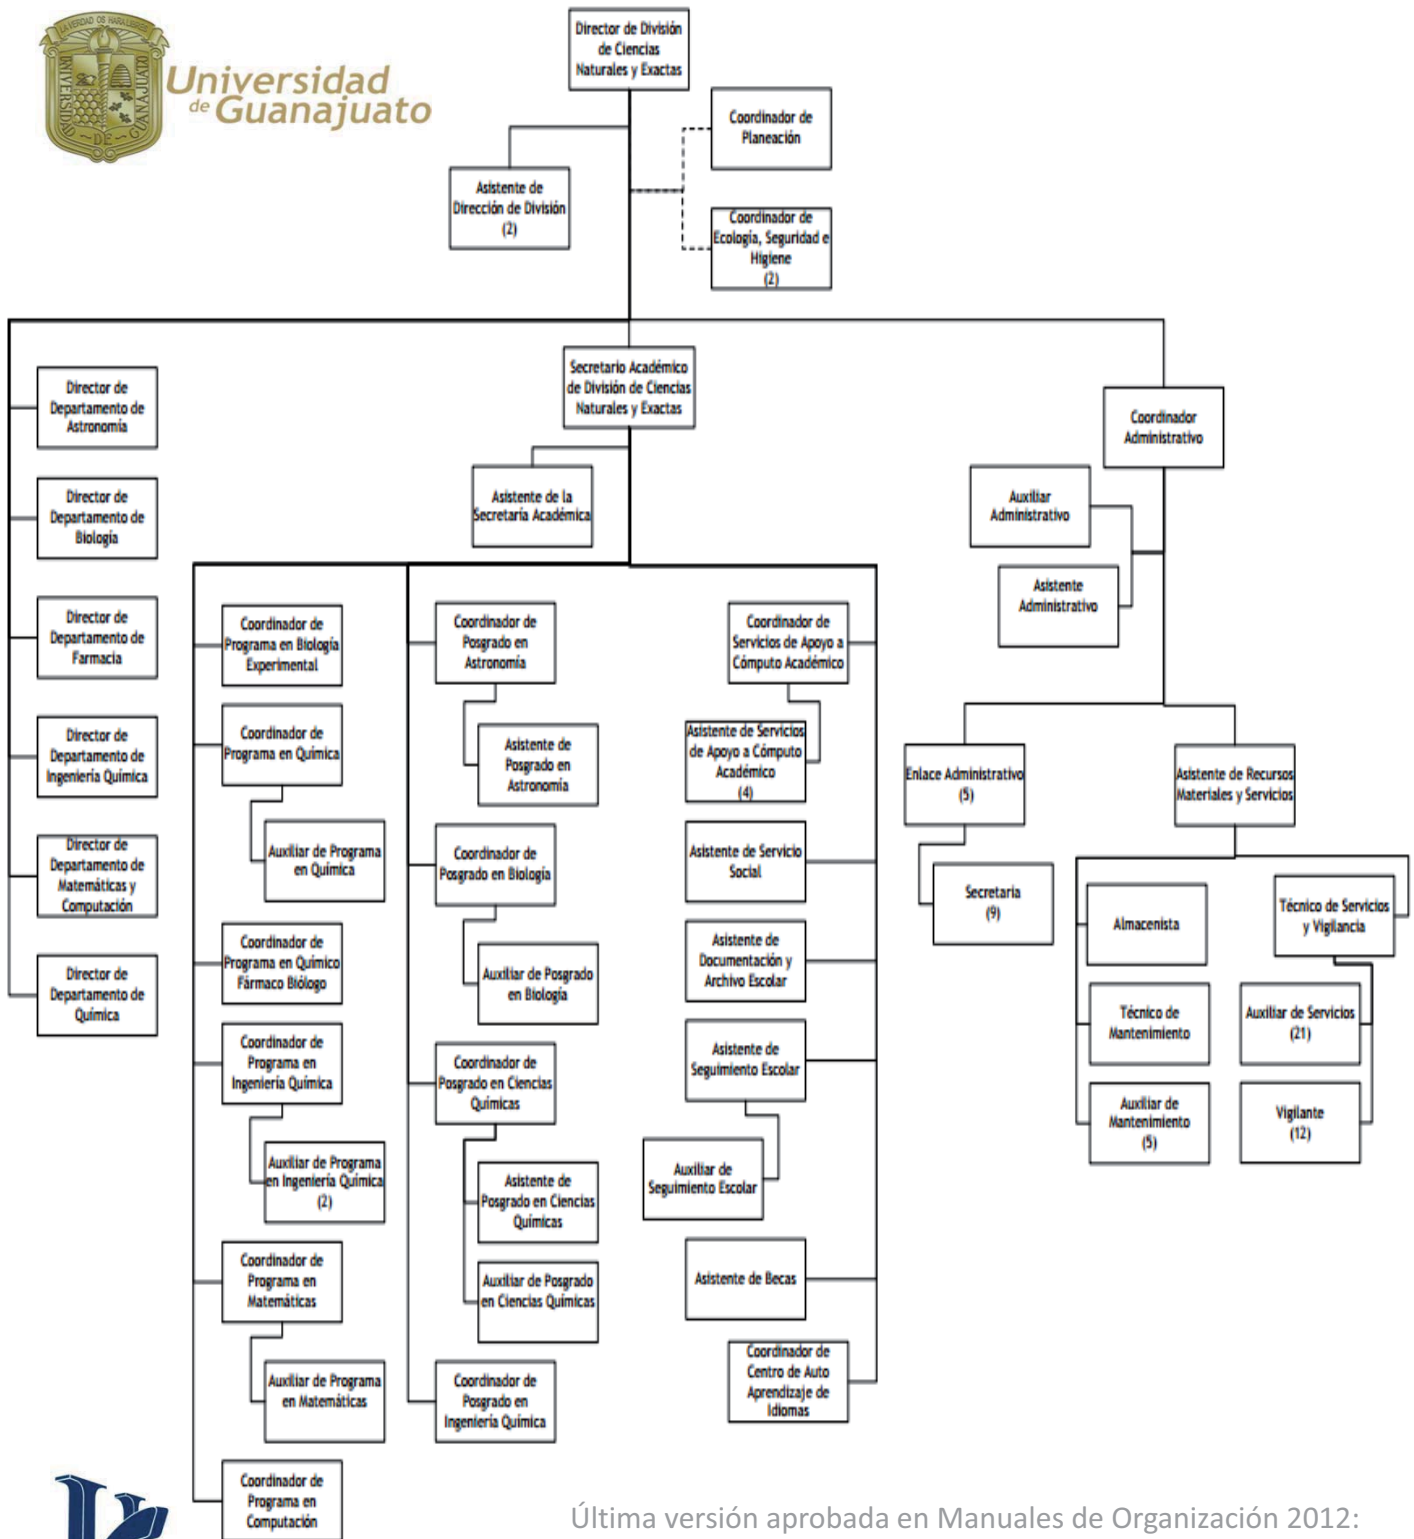 LA VERDAD OS HARA LIBRES
UNIVERSIDAD
DE
GUANAJUATO
Universidad
de Guanajuato
Director de División
de Ciencias
Naturales y Exactas
Coordinador de
Planeación
Asistente de
Dirección de División
(2)
Coordinador de
Ecología, Seguridad e
Higiene
(2)
Secretario Académico
de División de Ciencias
Naturales y Exactas
Coordinador
Administrativo
Asistente de la
Secretaría Académica
Auxiliar
Administrativo
Asistente
Administrativo
Director de
Departamento de
Astronomía
Director de
Departamento de
Biología
Director de
Departamento de
Farmacia
Director de
Departamento de
Ingeniería Química
Director de
Departamento de
Matemáticas y
Computación
Director de
Departamento de
Química
Coordinador de
Programa en Biología
Experimental
Coordinador de
Programa en Química
Auxiliar de Programa
en Química
Coordinador de
Programa en Químico
Fármaco Biólogo
Coordinador de
Programa en
Ingeniería Química
Auxiliar de Programa
en Ingeniería Química
(2)
Coordinador de
Programa en
Matemáticas
Auxiliar de Programa
en Matemáticas
Coordinador de
Programa en
Computación
Coordinador de
Posgrado en
Astronomía
Asistente de
Posgrado en
Astronomía
Coordinador de
Posgrado en Biología
Auxiliar de Posgrado
en Biología
Coordinador de
Posgrado en Ciencias
Químicas
Asistente de
Posgrado en Ciencias
Químicas
Auxiliar de Posgrado
en Ciencias Químicas
Coordinador de
Posgrado en
Ingeniería Química
Coordinador de
Servicios de Apoyo a
Cómputo Académico
Asistente de Servicios
de Apoyo a Cómputo
Académico
(4)
Asistente de Servicio
Social
Asistente de
Documentación y
Archivo Escolar
Asistente de
Seguimiento Escolar
Auxiliar de
Seguimiento Escolar
Asistente de Becas
Coordinador de
Centro de Auto
Aprendizaje de
Idiomas
Enlace Administrativo
(5)
Secretaria
(9)
Asistente de Recursos
Materiales y Servicios
Almacenista
Técnico de
Mantenimiento
Auxiliar de
Mantenimiento
(5)
Técnico de Servicios
y Vigilancia
Auxiliar de Servicios
(21)
Vigilante
(12)
Última versión aprobada en Manuales de Organización 2012: